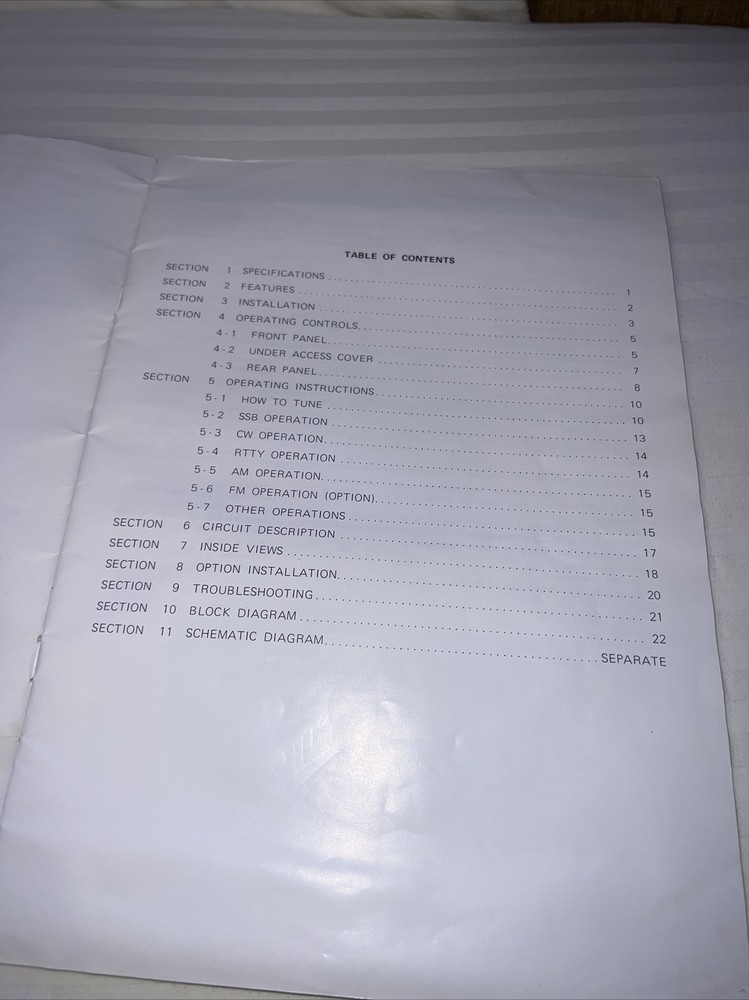 TABLE OF CONTENTS
SECTION 1 SPECIFICATIONS ........ 1
SECTION 2 FEATURES ........ 2
SECTION 3 INSTALLATION ........ 3
SECTION 4 OPERATING CONTROLS ........ 5
4-1 FRONT PANEL ........ 5
4-2 UNDER ACCESS COVER ........ 7
4-3 REAR PANEL ........ 8
SECTION 5 OPERATING INSTRUCTIONS ........ 10
5-1 HOW TO TUNE ........ 10
5-2 SSB OPERATION ........ 13
5-3 CW OPERATION ........ 14
5-4 RTTY OPERATION ........ 14
5-5 AM OPERATION ........ 15
5-6 FM OPERATION (OPTION) ........ 15
5-7 OTHER OPERATIONS ........ 15
SECTION 6 CIRCUIT DESCRIPTION ........ 17
SECTION 7 INSIDE VIEWS ........ 18
SECTION 8 OPTION INSTALLATION ........ 20
SECTION 9 TROUBLESHOOTING ........ 21
SECTION 10 BLOCK DIAGRAM ........ 22
SECTION 11 SCHEMATIC DIAGRAM ........ SEPARATE